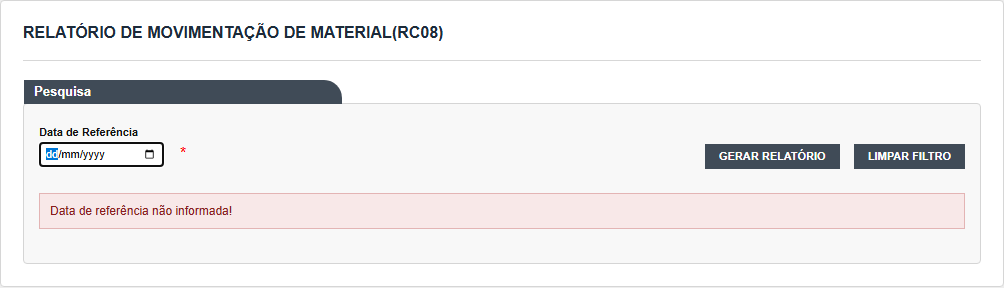 RELATÓRIO DE MOVIMENTAÇÃO DE MATERIAL(RC08)
Pesquisa
Data de Referência
dd/mm/yyyy *
GERAR RELATÓRIO LIMPAR FILTRO
Data de referência não informada!